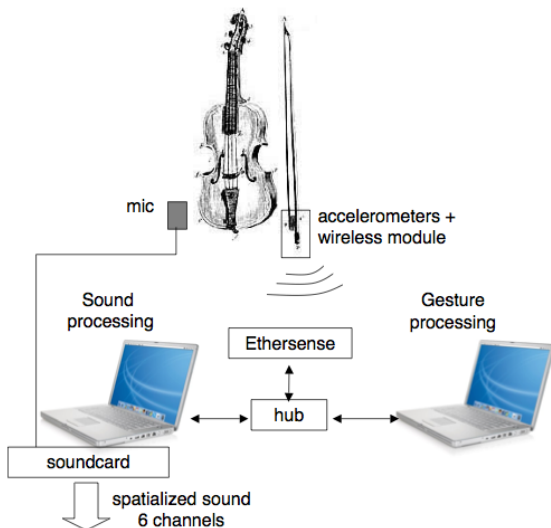 mic
accelerometers +
wireless module
Sound
processing
Gesture
processing
Ethersense
hub
soundcard
spatialized sound
6 channels